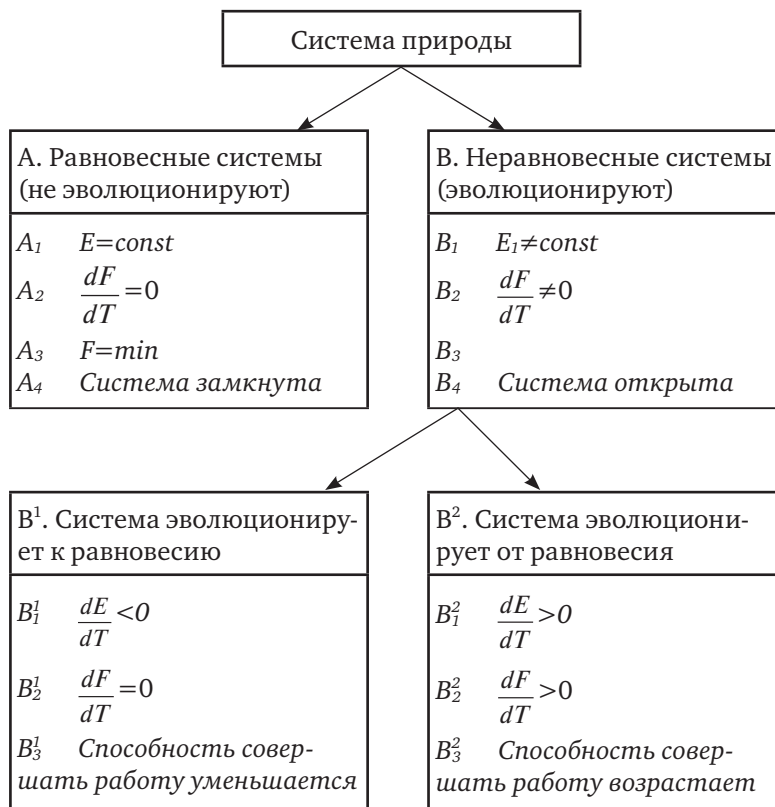 Система природы
А. Равновесные системы
(не эволюционируют)
A₁ E=const
A₂ dF/dT=0
A₃ F=min
A₄ Система замкнута
В. Неравновесные системы
(эволюционируют)
B₁ E₁≠const
B₂ dF/dT≠0
B₃
B₄ Система открыта
В¹. Система эволюциониру-
ет к равновесию
B¹₁ dE/dT<0
B¹₂ dF/dT=0
B¹₃ Способность совер-
шать работу уменьшается
В². Система эволюциони-
рует от равновесия
B²₁ dE/dT>0
B²₂ dF/dT>0
B²₃ Способность совер-
шать работу возрастает